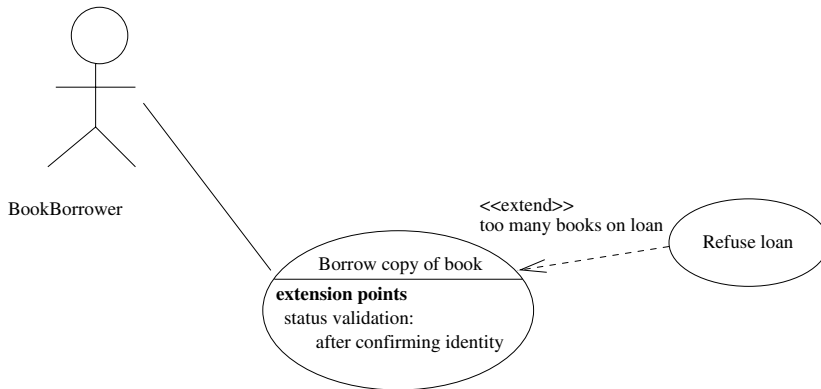 BookBorrower
<<extend>>
too many books on loan
Refuse loan
Borrow copy of book
extension points
status validation:
after confirming identity